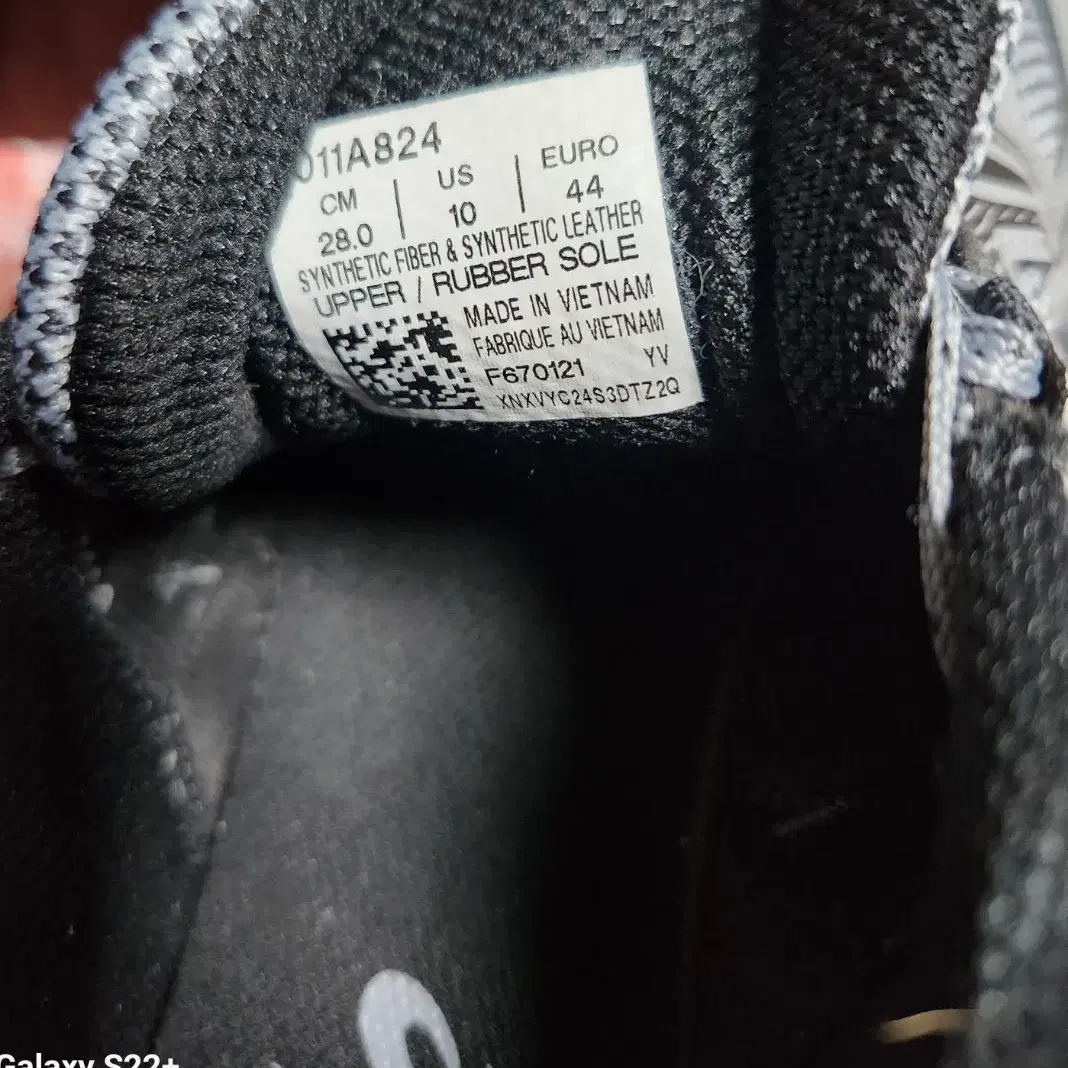 011A824
CM | US | EURO
28.0 | 10 | 44
SYNTHETIC FIBER & SYNTHETIC LEATHER
UPPER / RUBBER SOLE
MADE IN VIETNAM
FABRIQUE AU VIETNAM
F670121 YV
XNXVYC24S3DTZ2Q
Galaxy S22+